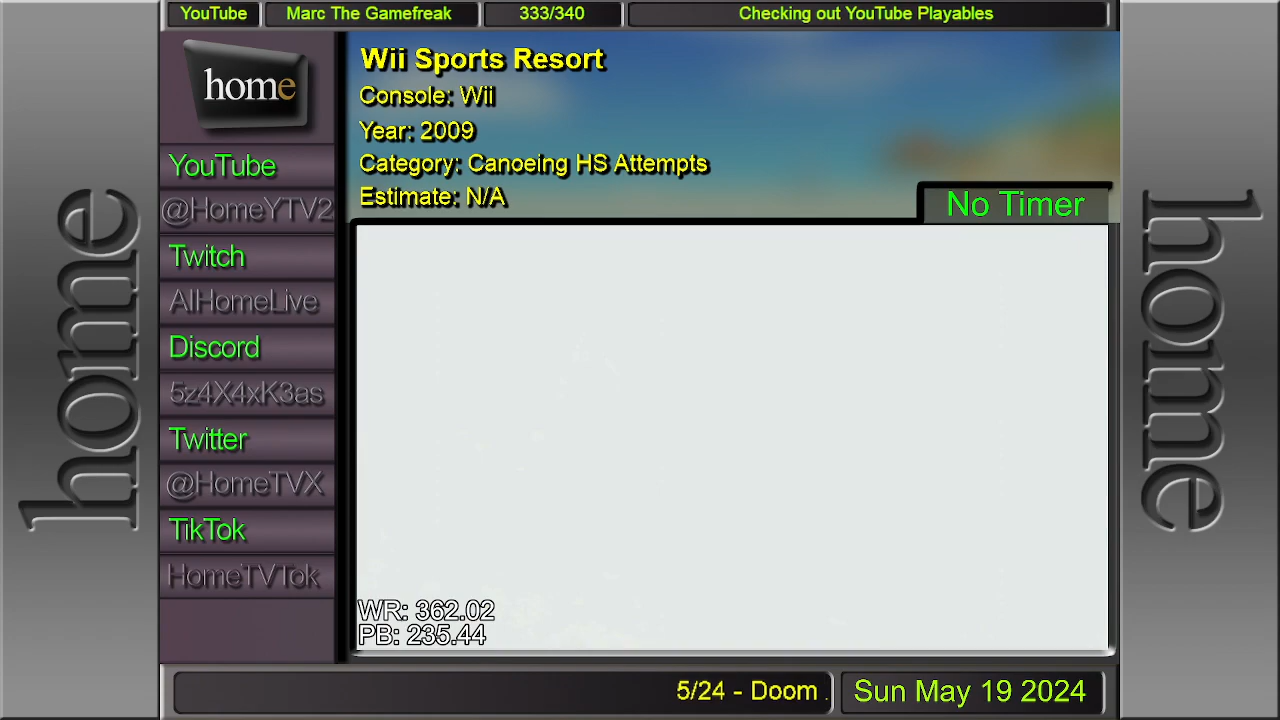 YouTube
Marc The Gamefreak
333/340
Checking out YouTube Playables
home
Wii Sports Resort
Console: Wii
Year: 2009
Category: Canoeing HS Attempts
Estimate: N/A
No Timer
YouTube
@HomeYTV2
Twitch
AlHomeLive
Discord
5z4X4xK3as
Twitter
@HomeTVX
TikTok
HomeTVTok
home
home
WR: 362.02
PB: 235.44
5/24 - Doom .
Sun May 19 2024